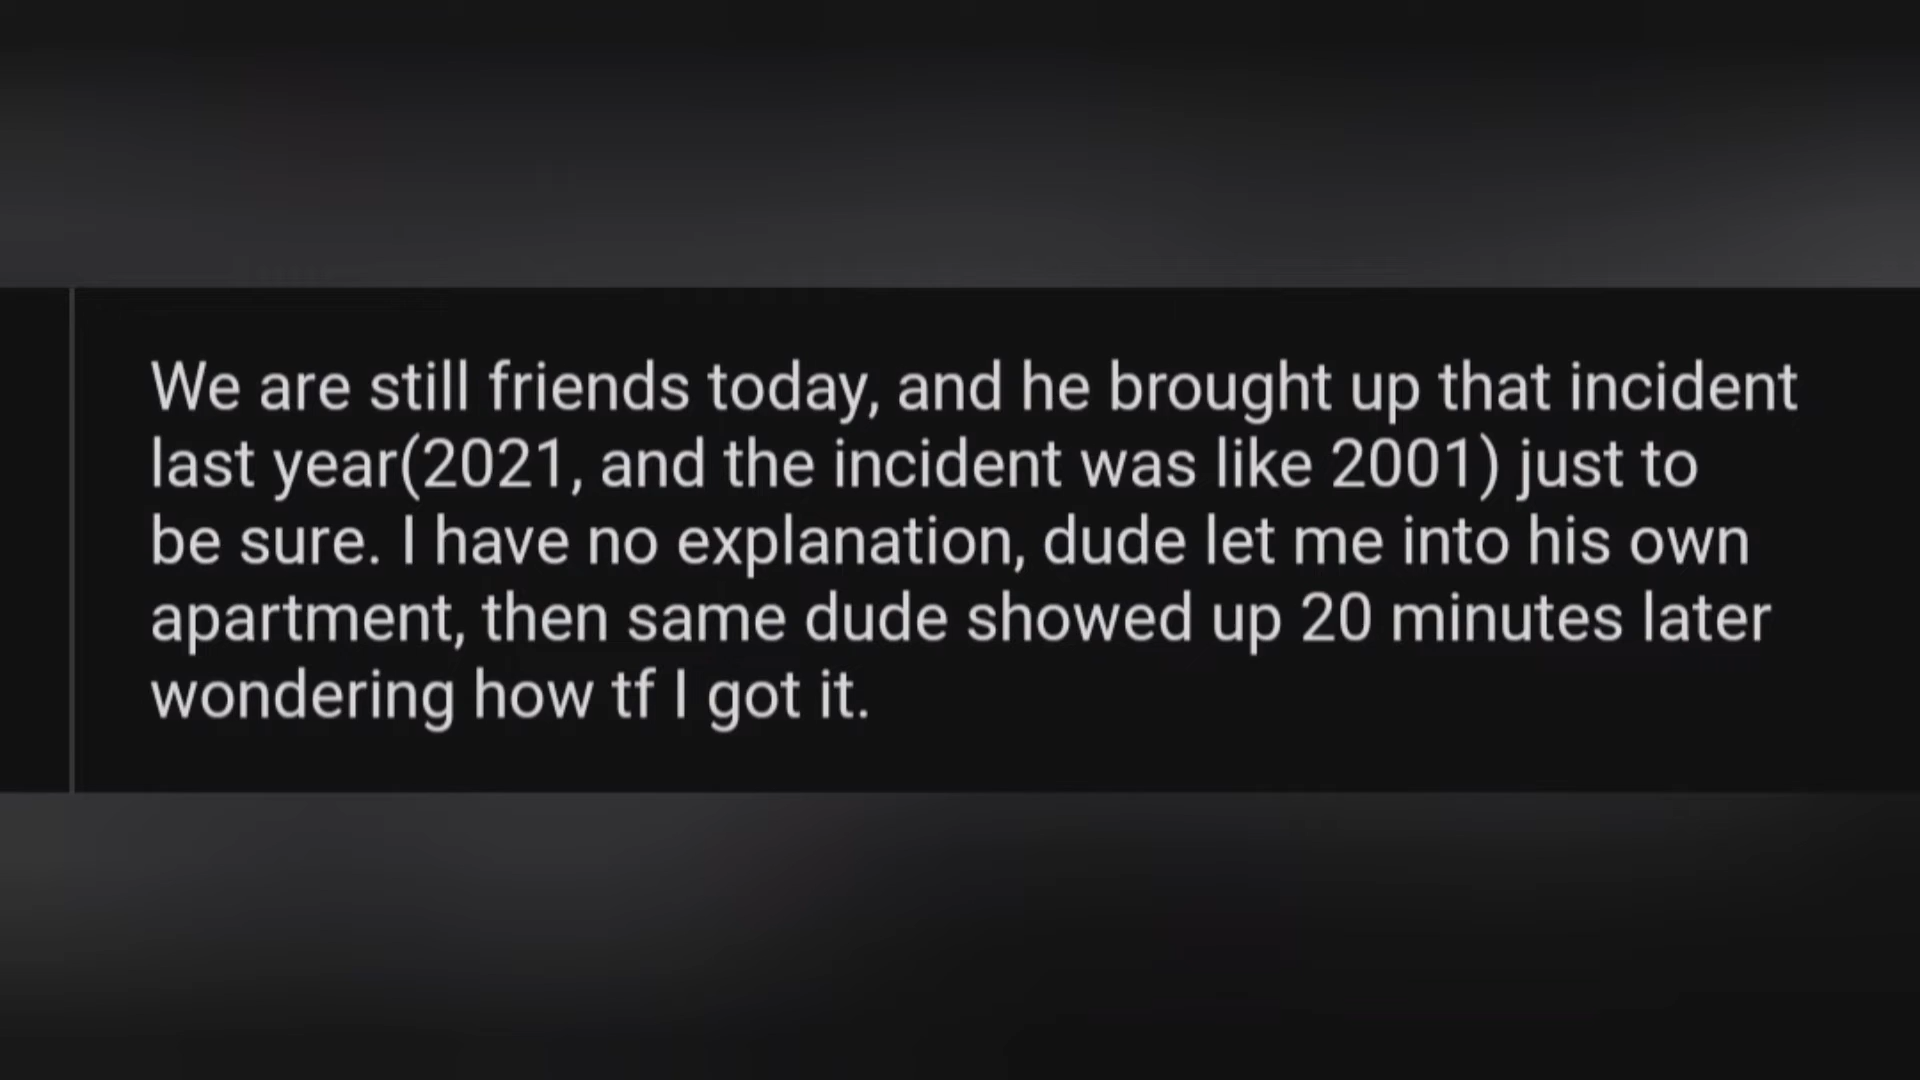 We are still friends today, and he brought up that incident
last year(2021, and the incident was like 2001) just to
be sure. I have no explanation, dude let me into his own
apartment, then same dude showed up 20 minutes later
wondering how tf I got it.